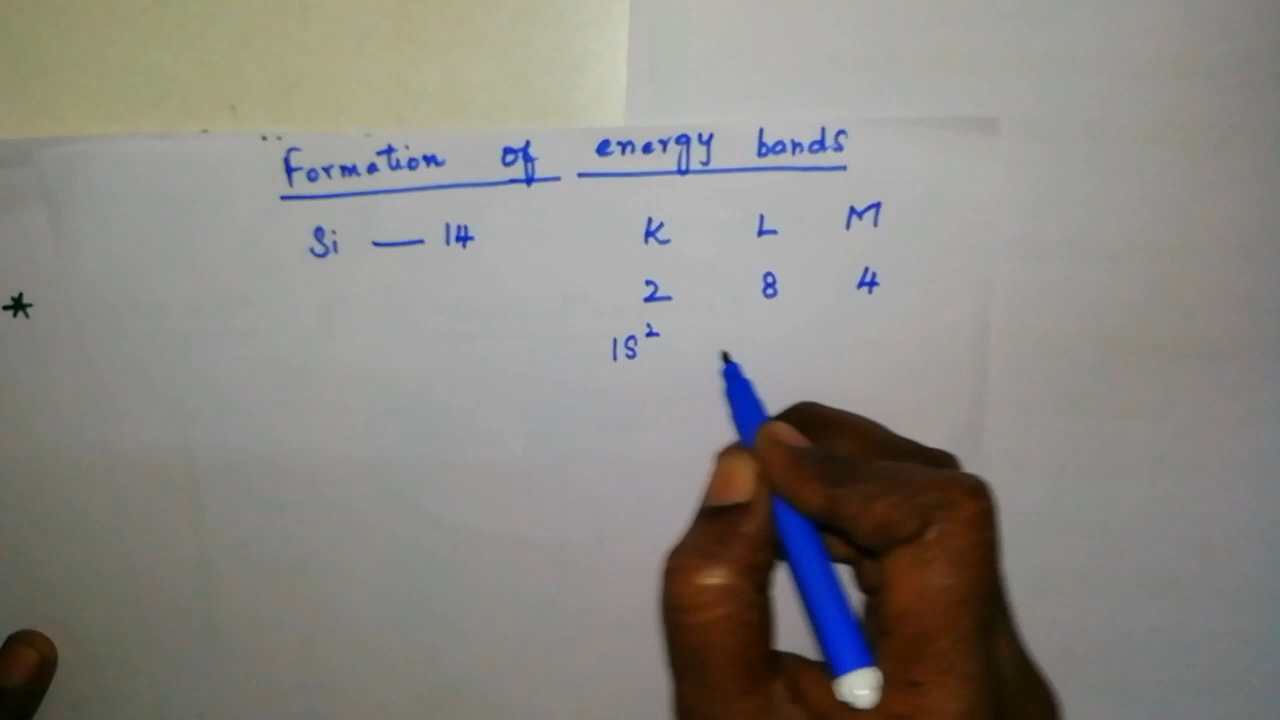 Formation of energy bands
Si — 14 K L M
2 8 4
1S²
*